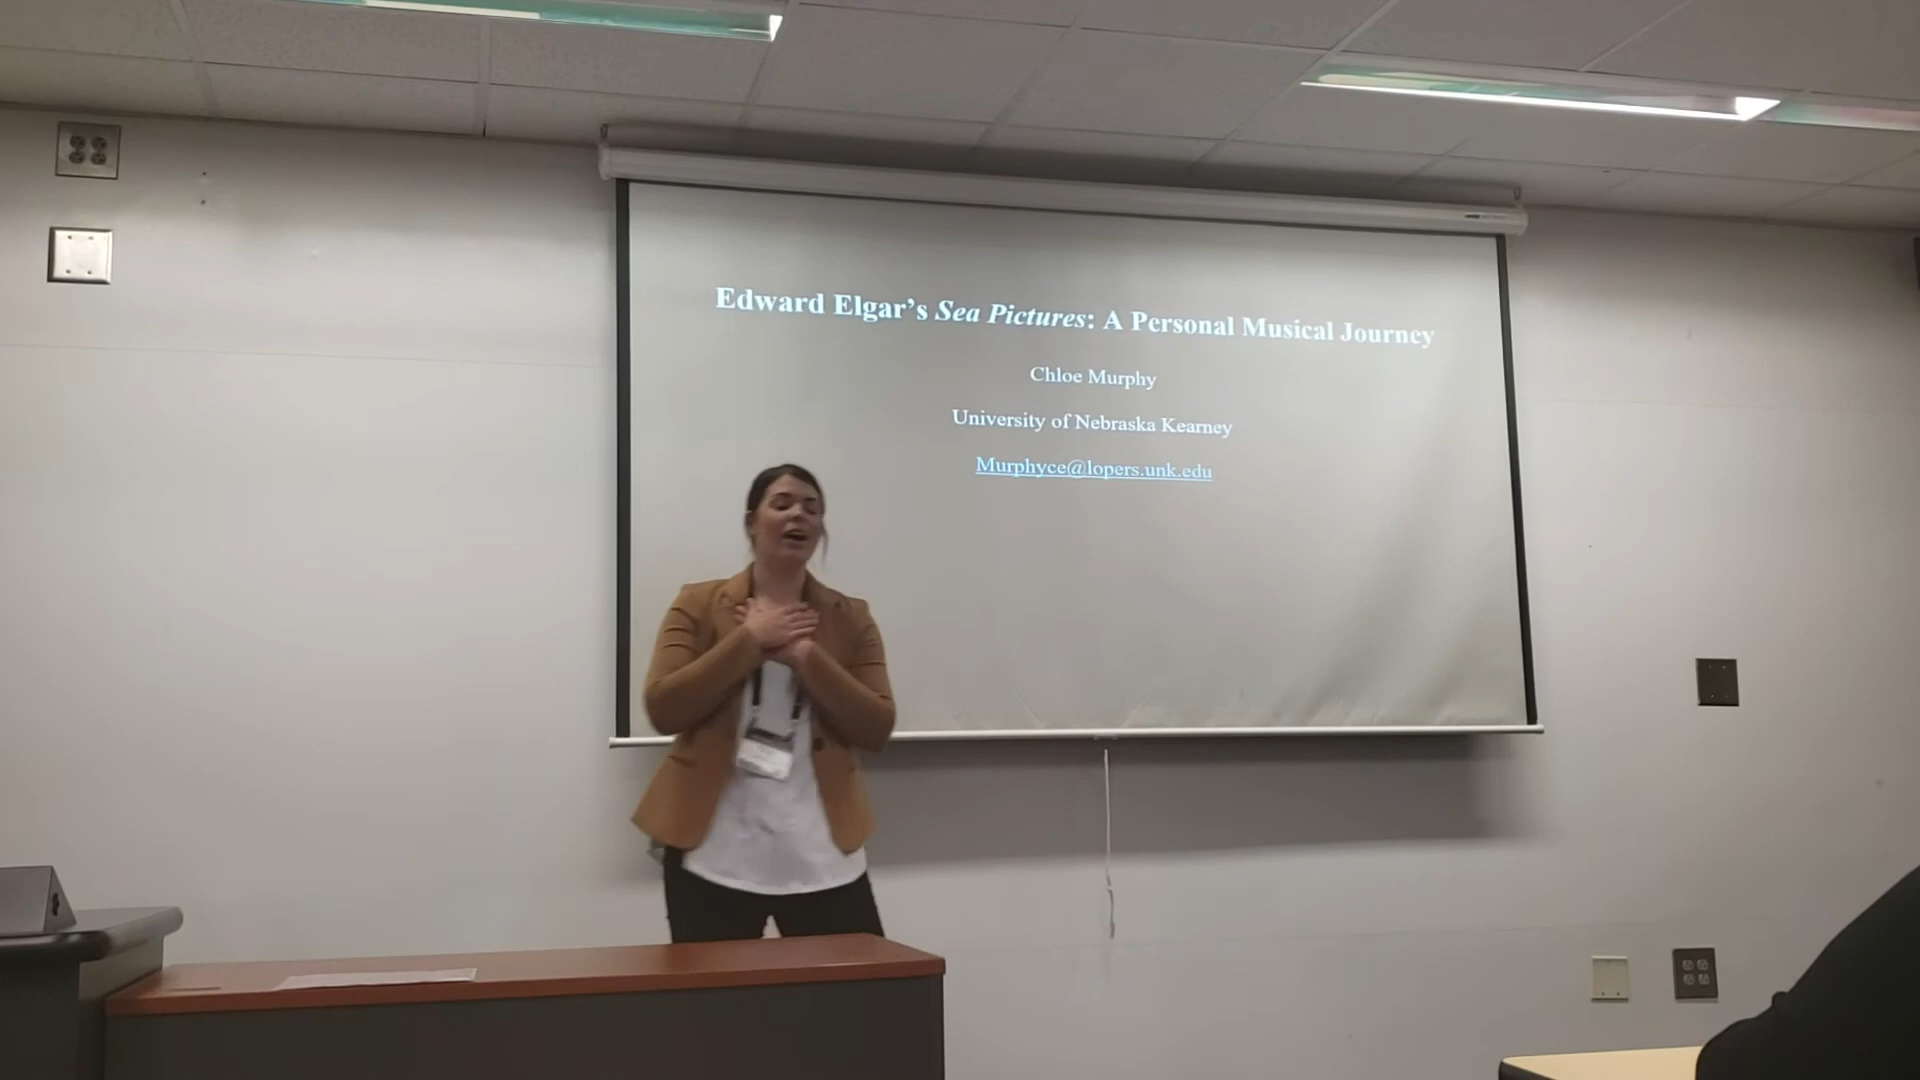 Edward Elgar's Sea Pictures: A Personal Musical Journey
Chloe Murphy
University of Nebraska Kearney
Murphyce@lopers.unk.edu